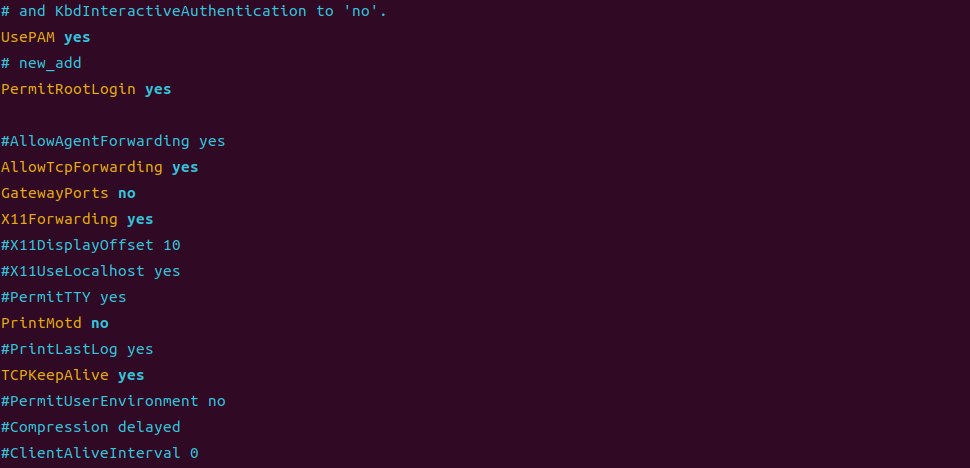 # and KbdInteractiveAuthentication to 'no'.
UsePAM yes
# new_add
PermitRootLogin yes
#AllowAgentForwarding yes
AllowTcpForwarding yes
GatewayPorts no
X11Forwarding yes
#X11DisplayOffset 10
#X11UseLocalhost yes
#PermitTTY yes
PrintMotd no
#PrintLastLog yes
TCPKeepAlive yes
#PermitUserEnvironment no
#Compression delayed
#ClientAliveInterval 0